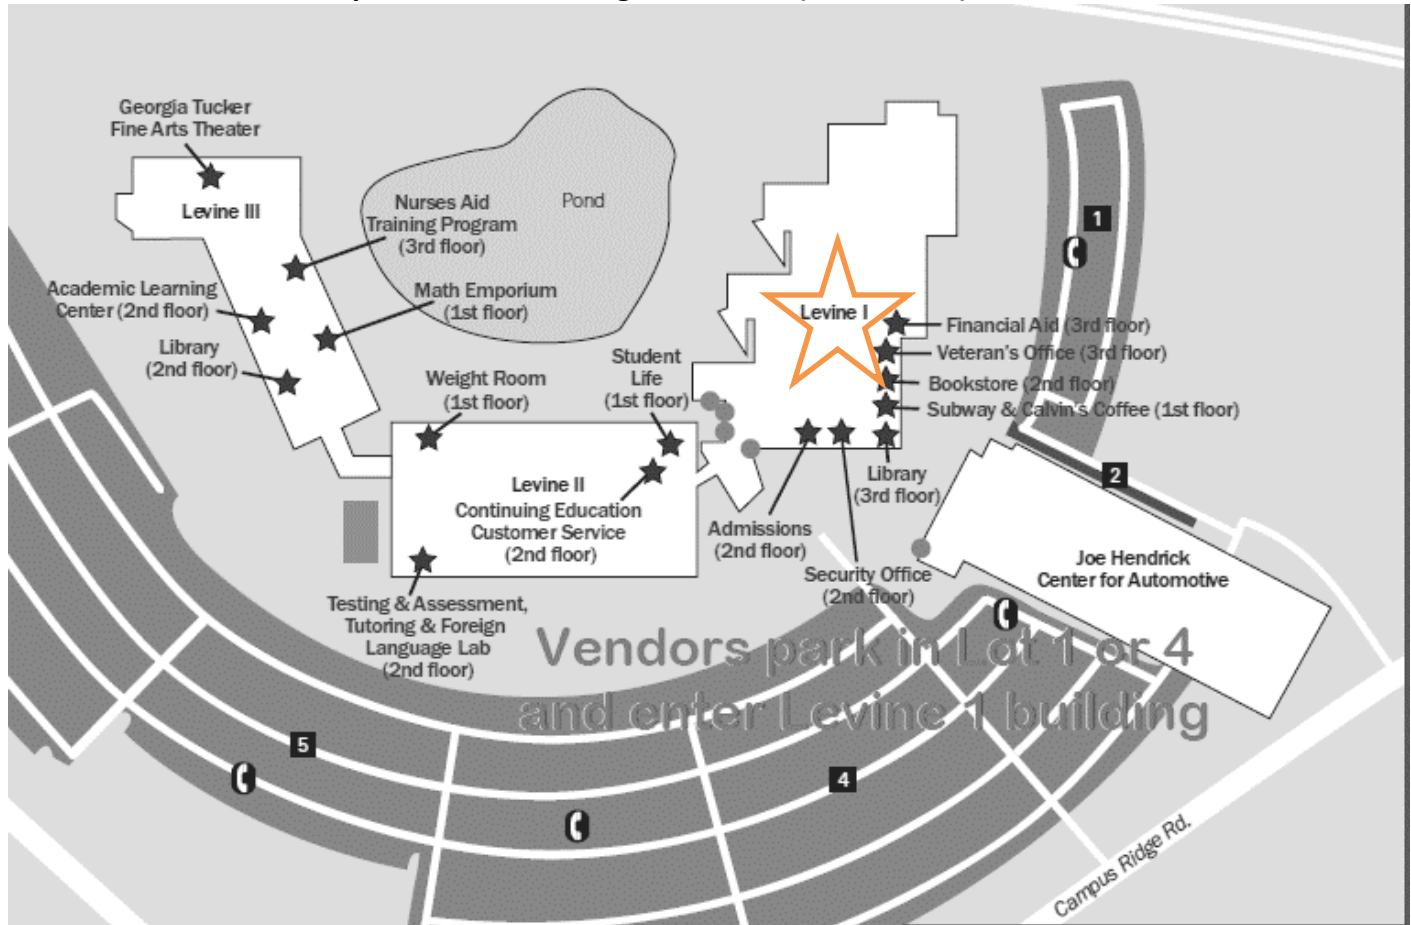 Georgia Tucker
Fine Arts Theater
Levine III
Nurses Aid
Training Program
(3rd floor)
Pond
Academic Learning
Center (2nd floor)
Math Emporium
(1st floor)
Library
(2nd floor)
Weight Room
(1st floor)
Student
Life
(1st floor)
Levine I
Financial Aid (3rd floor)
Veteran's Office (3rd floor)
Bookstore (2nd floor)
Subway & Calvin's Coffee (1st floor)
Library
(3rd floor)
Admissions
(2nd floor)
Security Office
(2nd floor)
Levine II
Continuing Education
Customer Service
(2nd floor)
Testing & Assessment,
Tutoring & Foreign
Language Lab
(2nd floor)
1
2
Joe Hendrick
Center for Automotive
Vendors park in Lot 1 or 4
and enter Levine 1 building
5
4
Campus Ridge Rd.